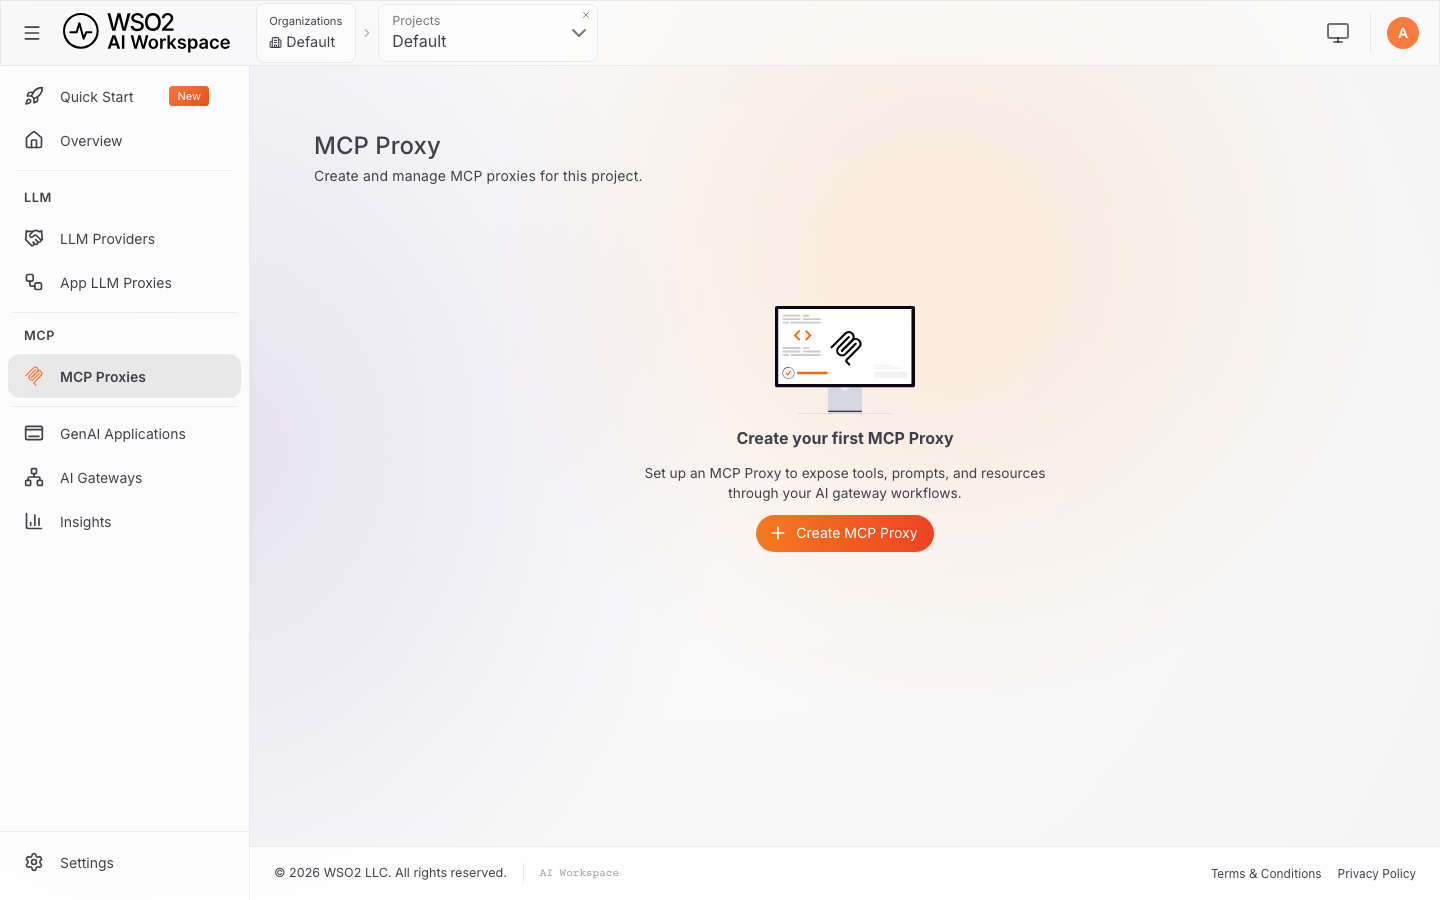 WSO2
AI Workspace
Organizations
Default
Projects
Default
A
Quick Start
New
Overview
LLM
LLM Providers
App LLM Proxies
MCP
MCP Proxies
GenAI Applications
AI Gateways
Insights
Settings
MCP Proxy
Create and manage MCP proxies for this project.
Create your first MCP Proxy
Set up an MCP Proxy to expose tools, prompts, and resources
through your AI gateway workflows.
Create MCP Proxy
© 2026 WSO2 LLC. All rights reserved.
AI Workspace
Terms & Conditions
Privacy Policy